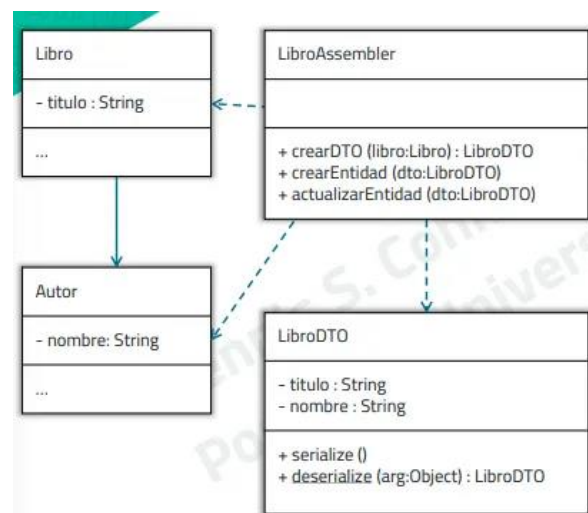 Libro
- titulo : String
...
LibroAssembler
+ crearDTO (libro:Libro) : LibroDTO
+ crearEntidad (dto:LibroDTO)
+ actualizarEntidad (dto:LibroDTO)
Autor
- nombre: String
...
LibroDTO
- titulo : String
- nombre : String
+ serialize ()
+ deserialize (arg:Object) : LibroDTO